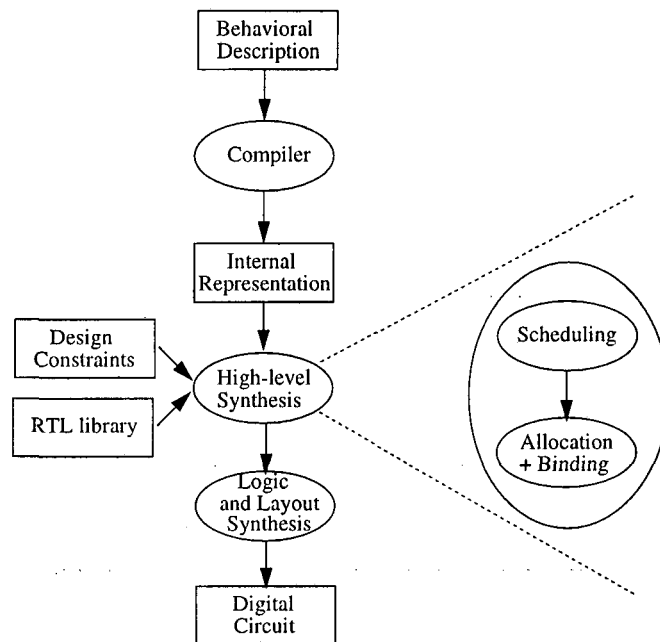 Behavioral
Description
Compiler
Internal
Representation
Design
Constraints
RTL library
High-level
Synthesis
Scheduling
Allocation
+ Binding
Logic
and Layout
Synthesis
Digital
Circuit